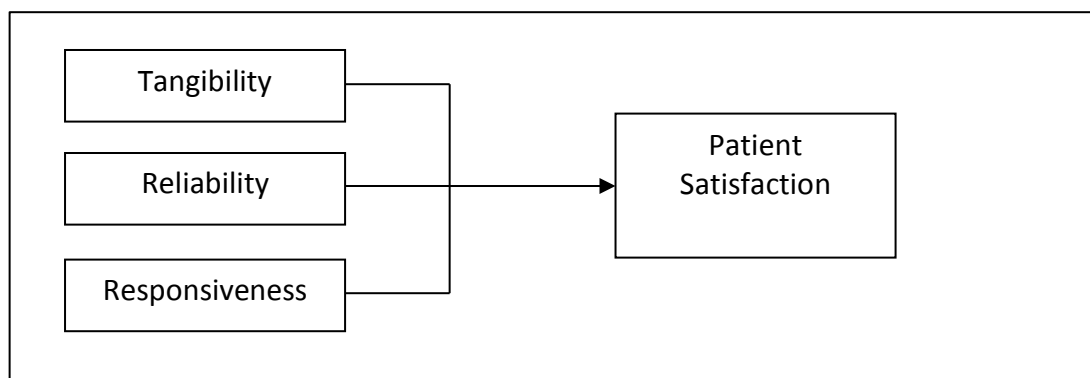 Tangibility
Reliability
Responsiveness
Patient
Satisfaction